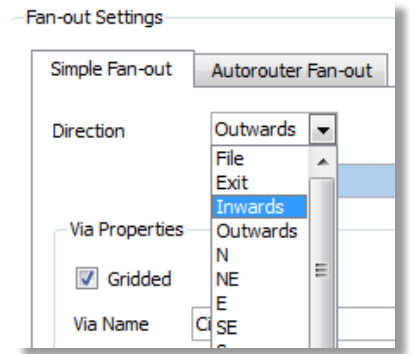 Fan-out Settings
Simple Fan-out
Autorouter Fan-out
Direction
Outwards
File
Exit
Inwards
Outwards
N
NE
E
SE
Via Properties
Gridded
Via Name